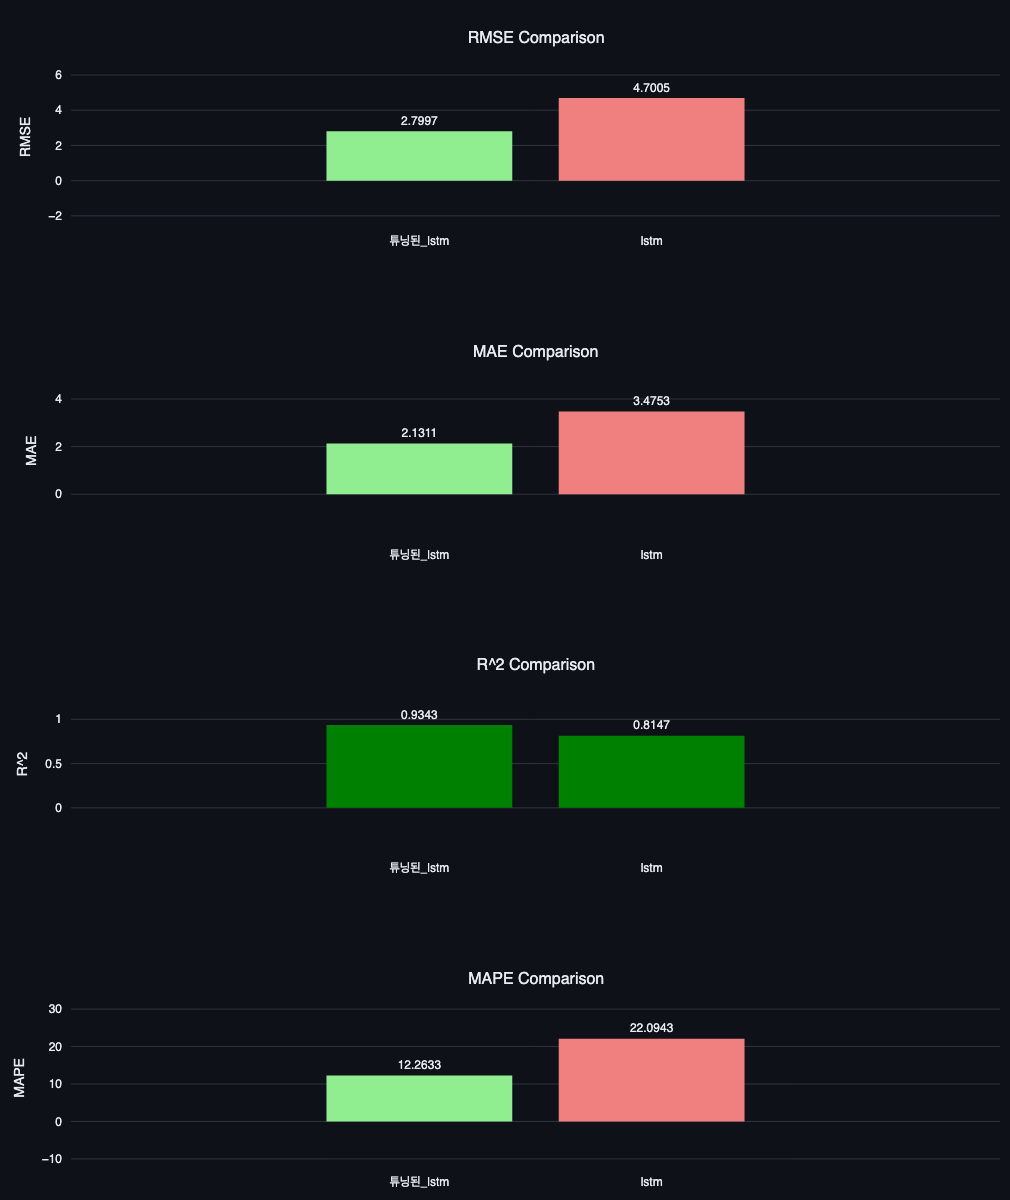 RMSE Comparison
6
4
2
0
−2
RMSE
2.7997
4.7005
튜닝된_lstm
lstm
MAE Comparison
4
2
0
MAE
2.1311
3.4753
튜닝된_lstm
lstm
R^2 Comparison
1
0.5
0
R^2
0.9343
0.8147
튜닝된_lstm
lstm
MAPE Comparison
30
20
10
0
−10
MAPE
12.2633
22.0943
튜닝된_lstm
lstm